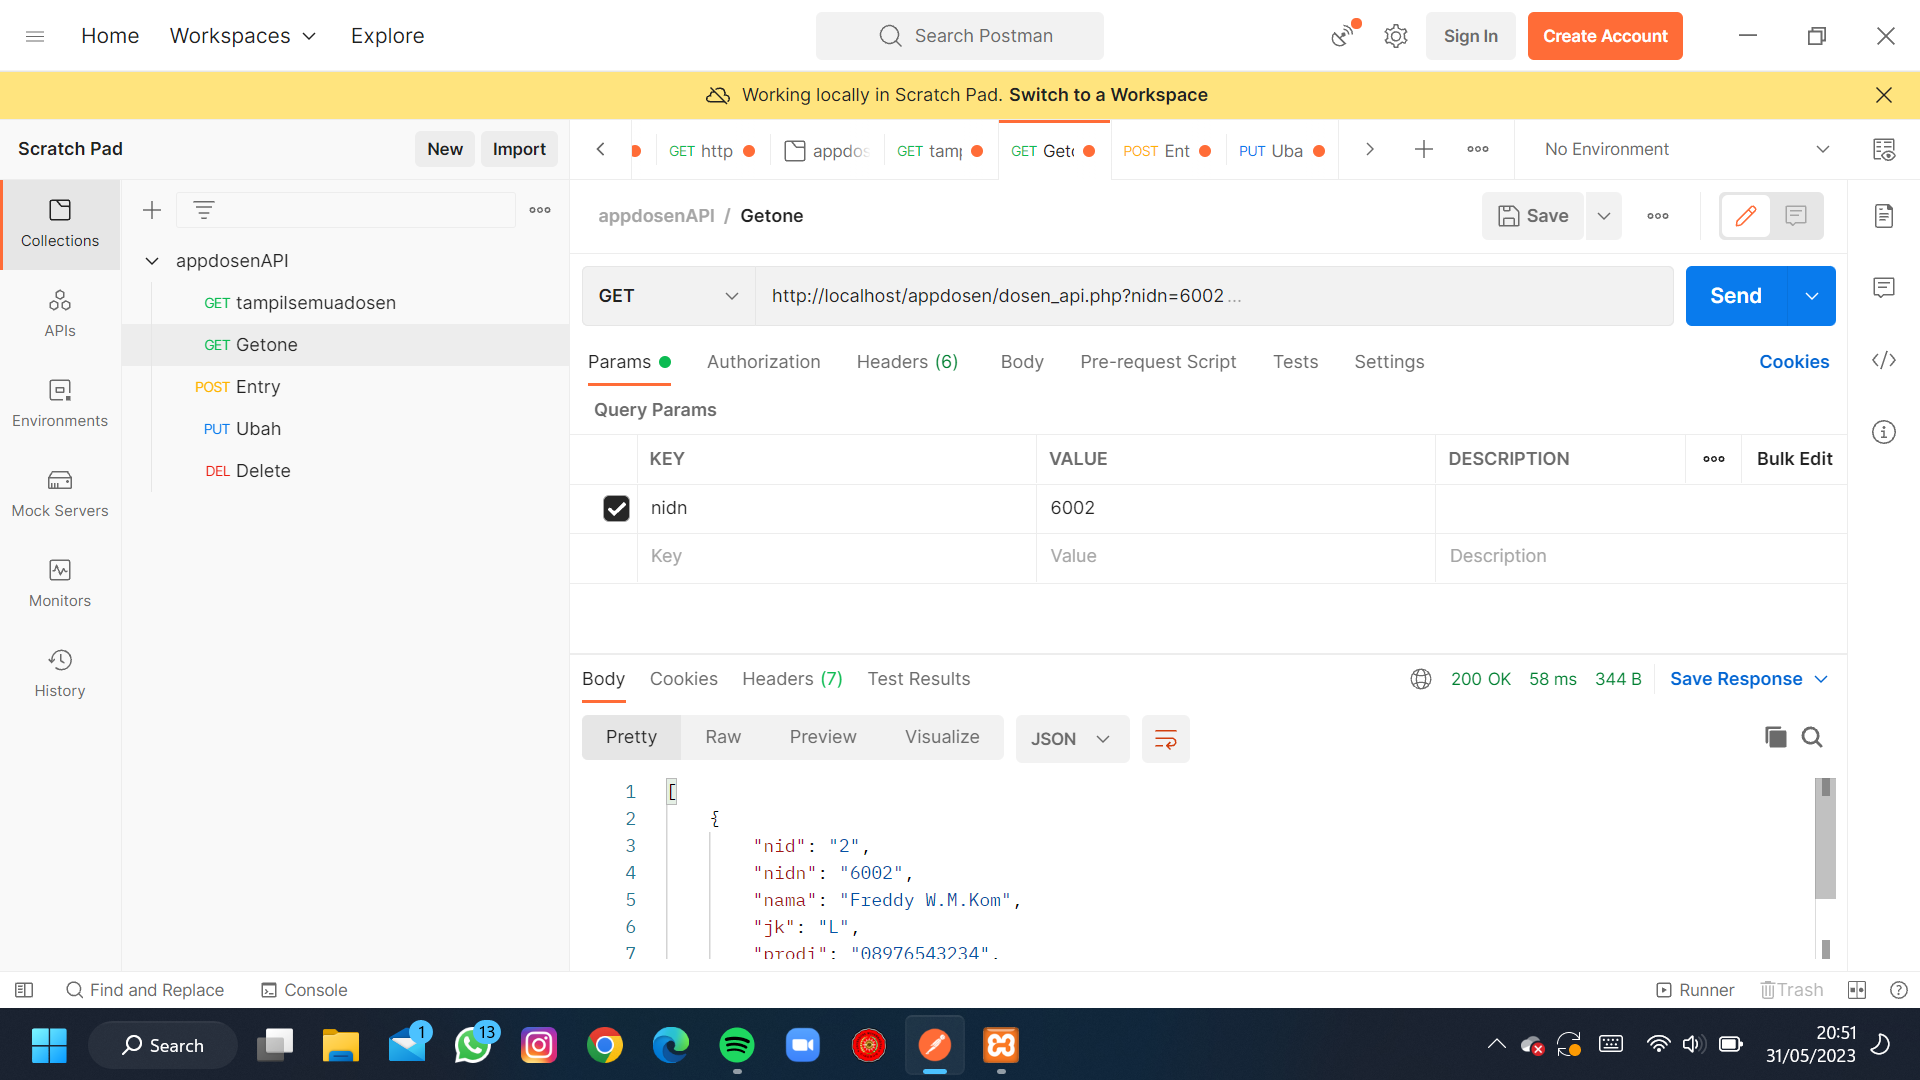 Home Workspaces Explore
Search Postman
Sign In Create Account
Working locally in Scratch Pad. Switch to a Workspace
Scratch Pad New Import
GET http
appdos
GET tamp
GET Geto
POST Ent
PUT Uba
No Environment
Collections
APIs
Environments
Mock Servers
Monitors
History
appdosenAPI
GET tampilsemuadosen
GET Getone
POST Entry
PUT Ubah
DEL Delete
appdosenAPI / Getone
Save
GET http://localhost/appdosen/dosen_api.php?nidn=6002 ...
Send
Params Authorization Headers (6) Body Pre-request Script Tests Settings Cookies
Query Params
KEY VALUE DESCRIPTION Bulk Edit
nidn 6002
Key Value Description
Body Cookies Headers (7) Test Results 200 OK 58 ms 344 B Save Response
Pretty Raw Preview Visualize JSON
1 [
2 {
3 "nid": "2",
4 "nidn": "6002",
5 "nama": "Freddy W.M.Kom",
6 "jk": "L",
7 "prodi": "08976543234",
Find and Replace Console Runner Trash
Search
1
13
20:51
31/05/2023